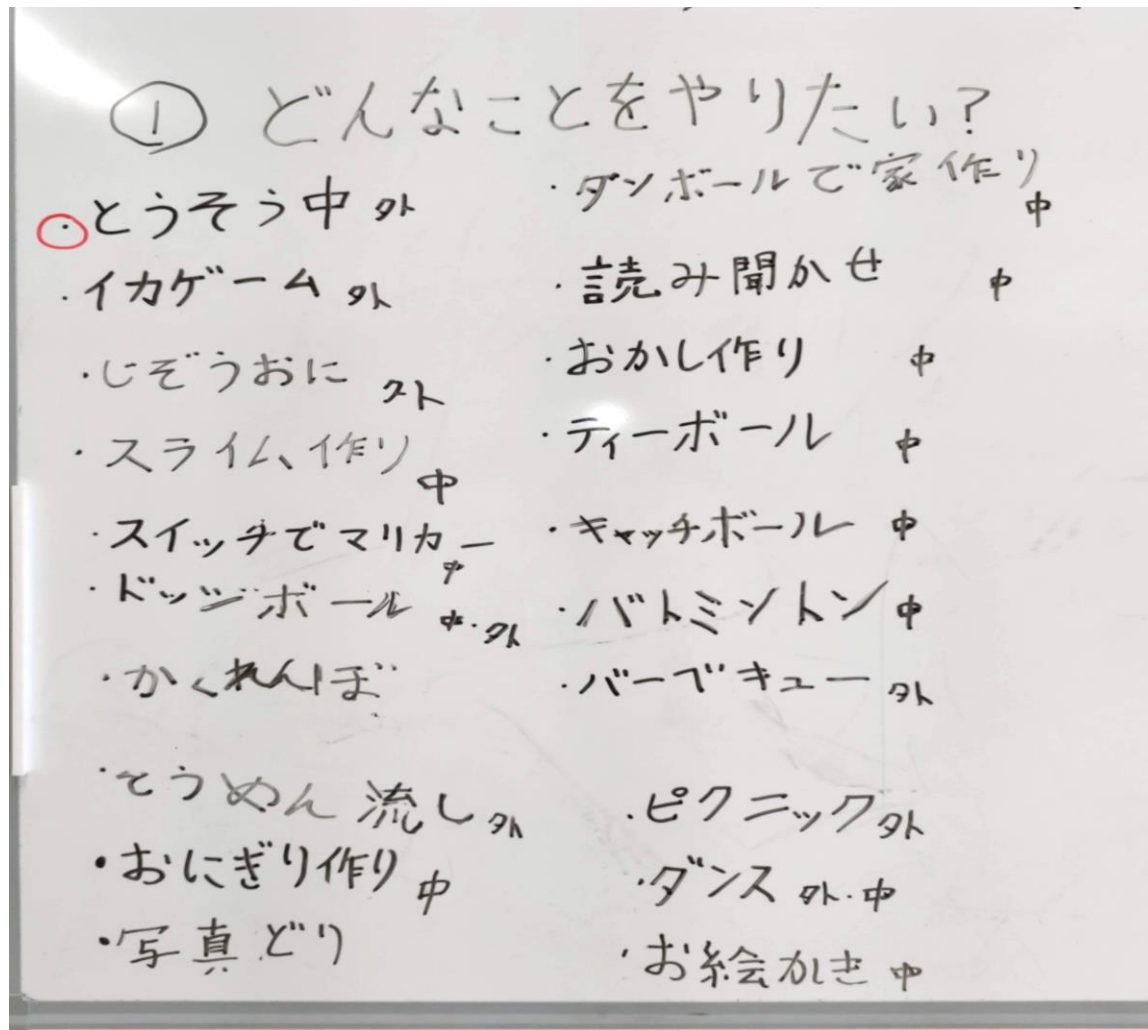 ① どんなことをやりたい?
・とうそう中 外
・イカゲーム 外
・じぞうおに 外
・スライム作り 中
・スイッチでマリカー 中
・ドッジボール 中・外
・かくれんぼ
・そうめん流し 外
・おにぎり作り 中
・写真どり
・ダンボールで家作り 中
・読み聞かせ 中
・おかし作り 中
・ティーボール 中
・キャッチボール 中
・バトミントン 中
・バーベキュー 外
・ピクニック 外
・ダンス 外・中
・お絵かき 中